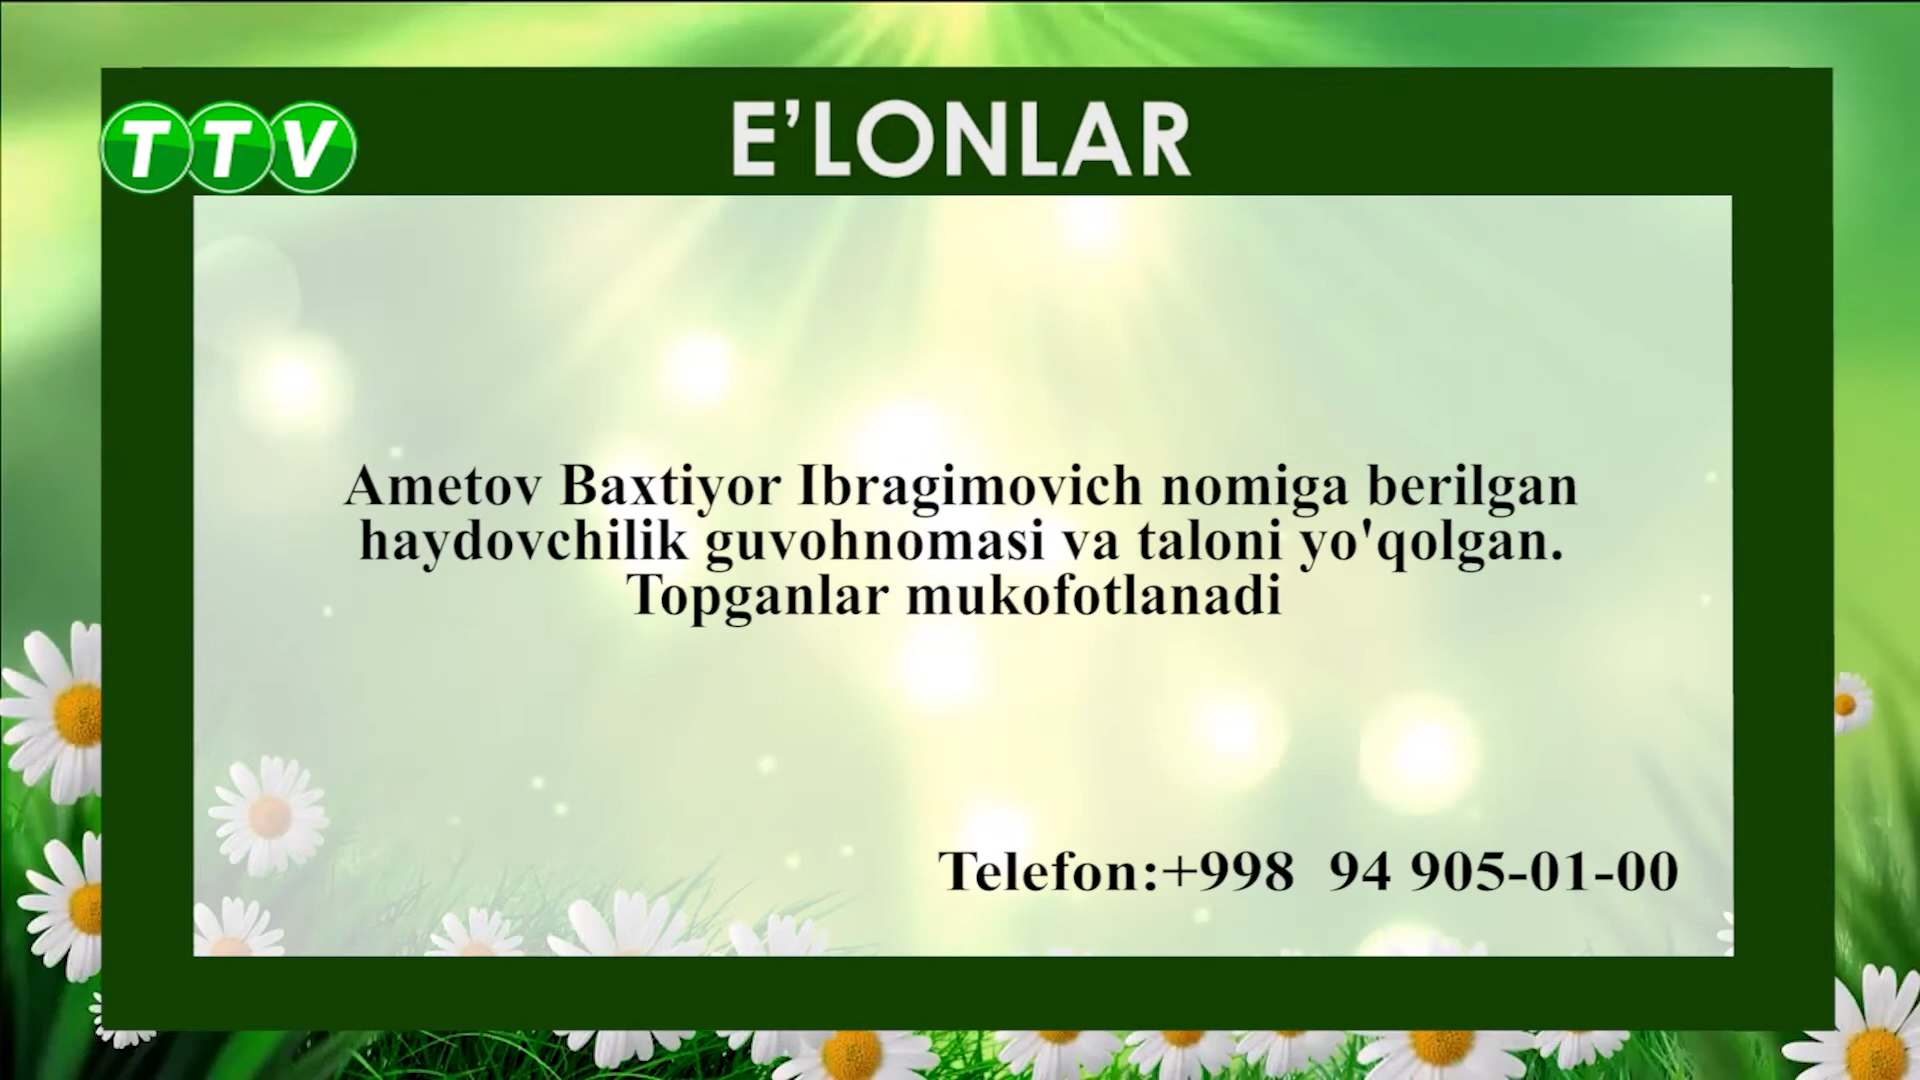 TTV
E’LONLAR
Ametov Baxtiyor Ibragimovich nomiga berilgan
haydovchilik guvohnomasi va taloni yo'qolgan.
Topganlar mukofotlanadi
Telefon:+998  94 905-01-00